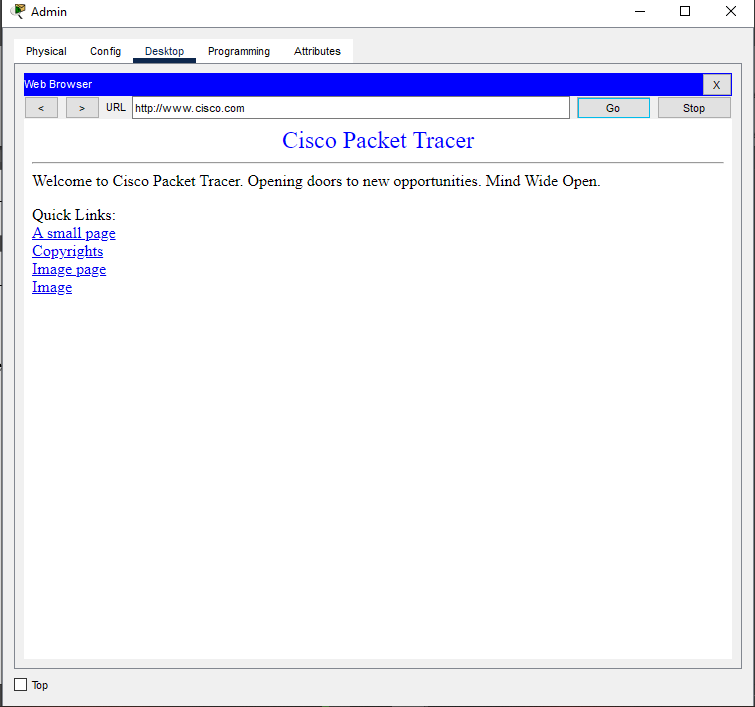 Admin
Physical Config Desktop Programming Attributes
Web Browser X
< > URL http://www.cisco.com Go Stop
Cisco Packet Tracer
Welcome to Cisco Packet Tracer. Opening doors to new opportunities. Mind Wide Open.
Quick Links:
A small page
Copyrights
Image page
Image
Top